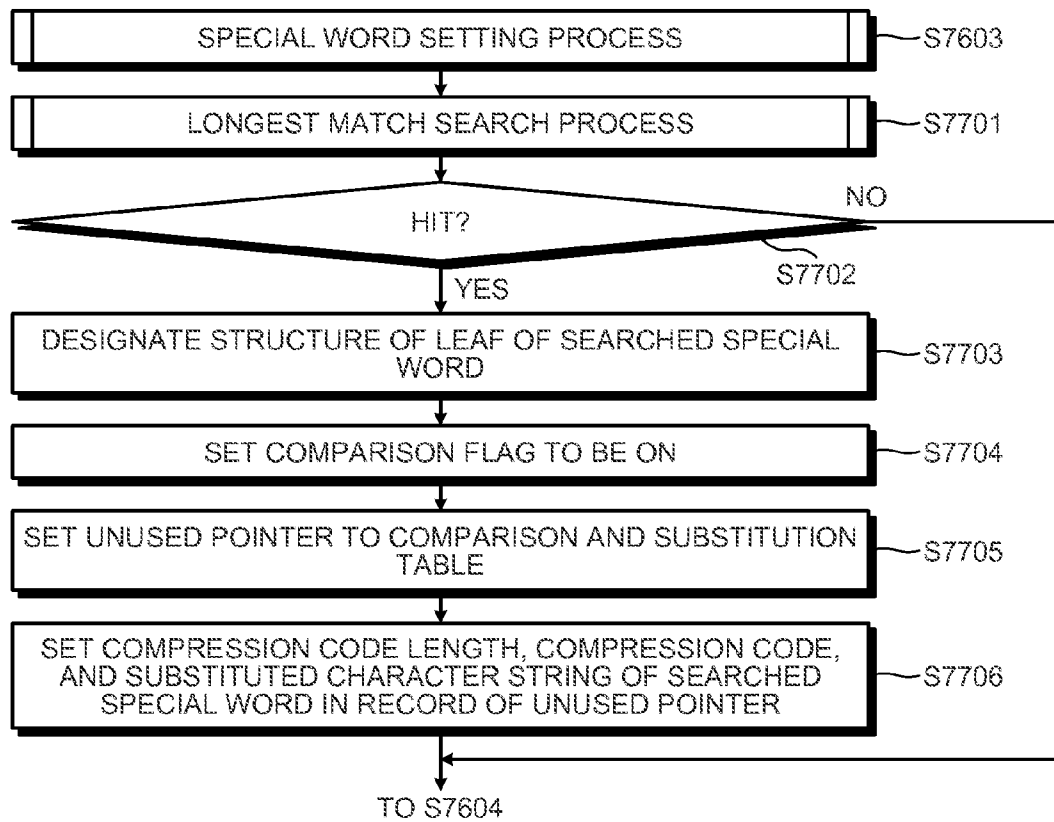 SPECIAL WORD SETTING PROCESS
S7603
LONGEST MATCH SEARCH PROCESS
S7701
HIT?
NO
S7702
YES
DESIGNATE STRUCTURE OF LEAF OF SEARCHED SPECIAL
WORD
S7703
SET COMPARISON FLAG TO BE ON
S7704
SET UNUSED POINTER TO COMPARISON AND SUBSTITUTION
TABLE
S7705
SET COMPRESSION CODE LENGTH, COMPRESSION CODE,
AND SUBSTITUTED CHARACTER STRING OF SEARCHED
SPECIAL WORD IN RECORD OF UNUSED POINTER
S7706
TO S7604